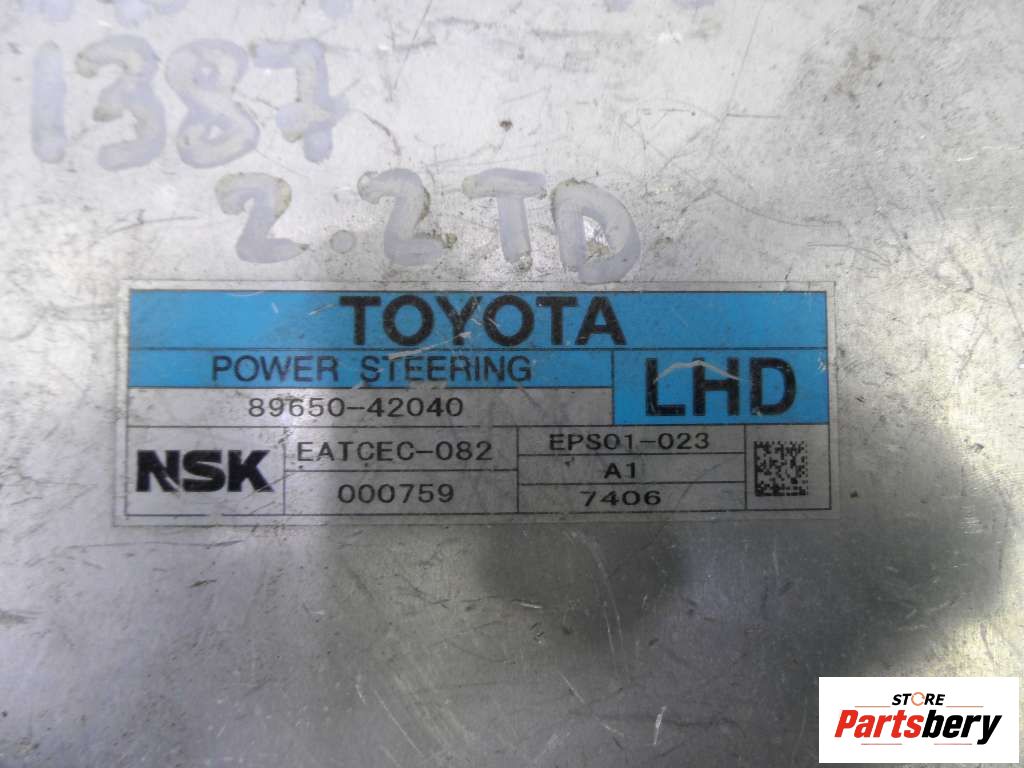 1387
2.2TD
TOYOTA
POWER STEERING
LHD
89650-42040
NSK
EATCEC-082
000759
EPS01-023
A1
7406
STORE
Partsbery